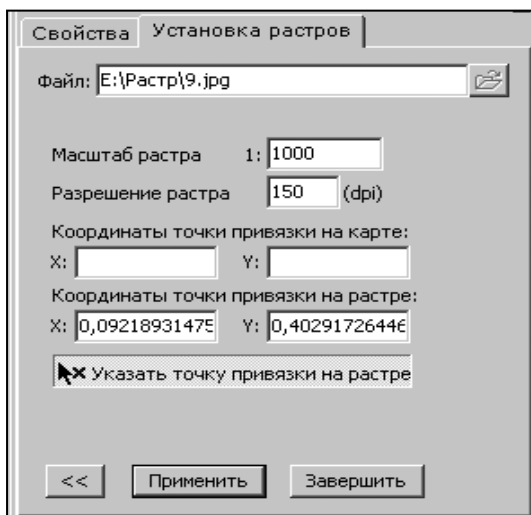 Свойства Установка растров
Файл: E:\Растр\9.jpg
Масштаб растра 1: 1000
Разрешение растра 150 (dpi)
Координаты точки привязки на карте:
X: Y:
Координаты точки привязки на растре:
X: 0,09218931475 Y: 0,4029172644
Указать точку привязки на растре
<< Применить Завершить